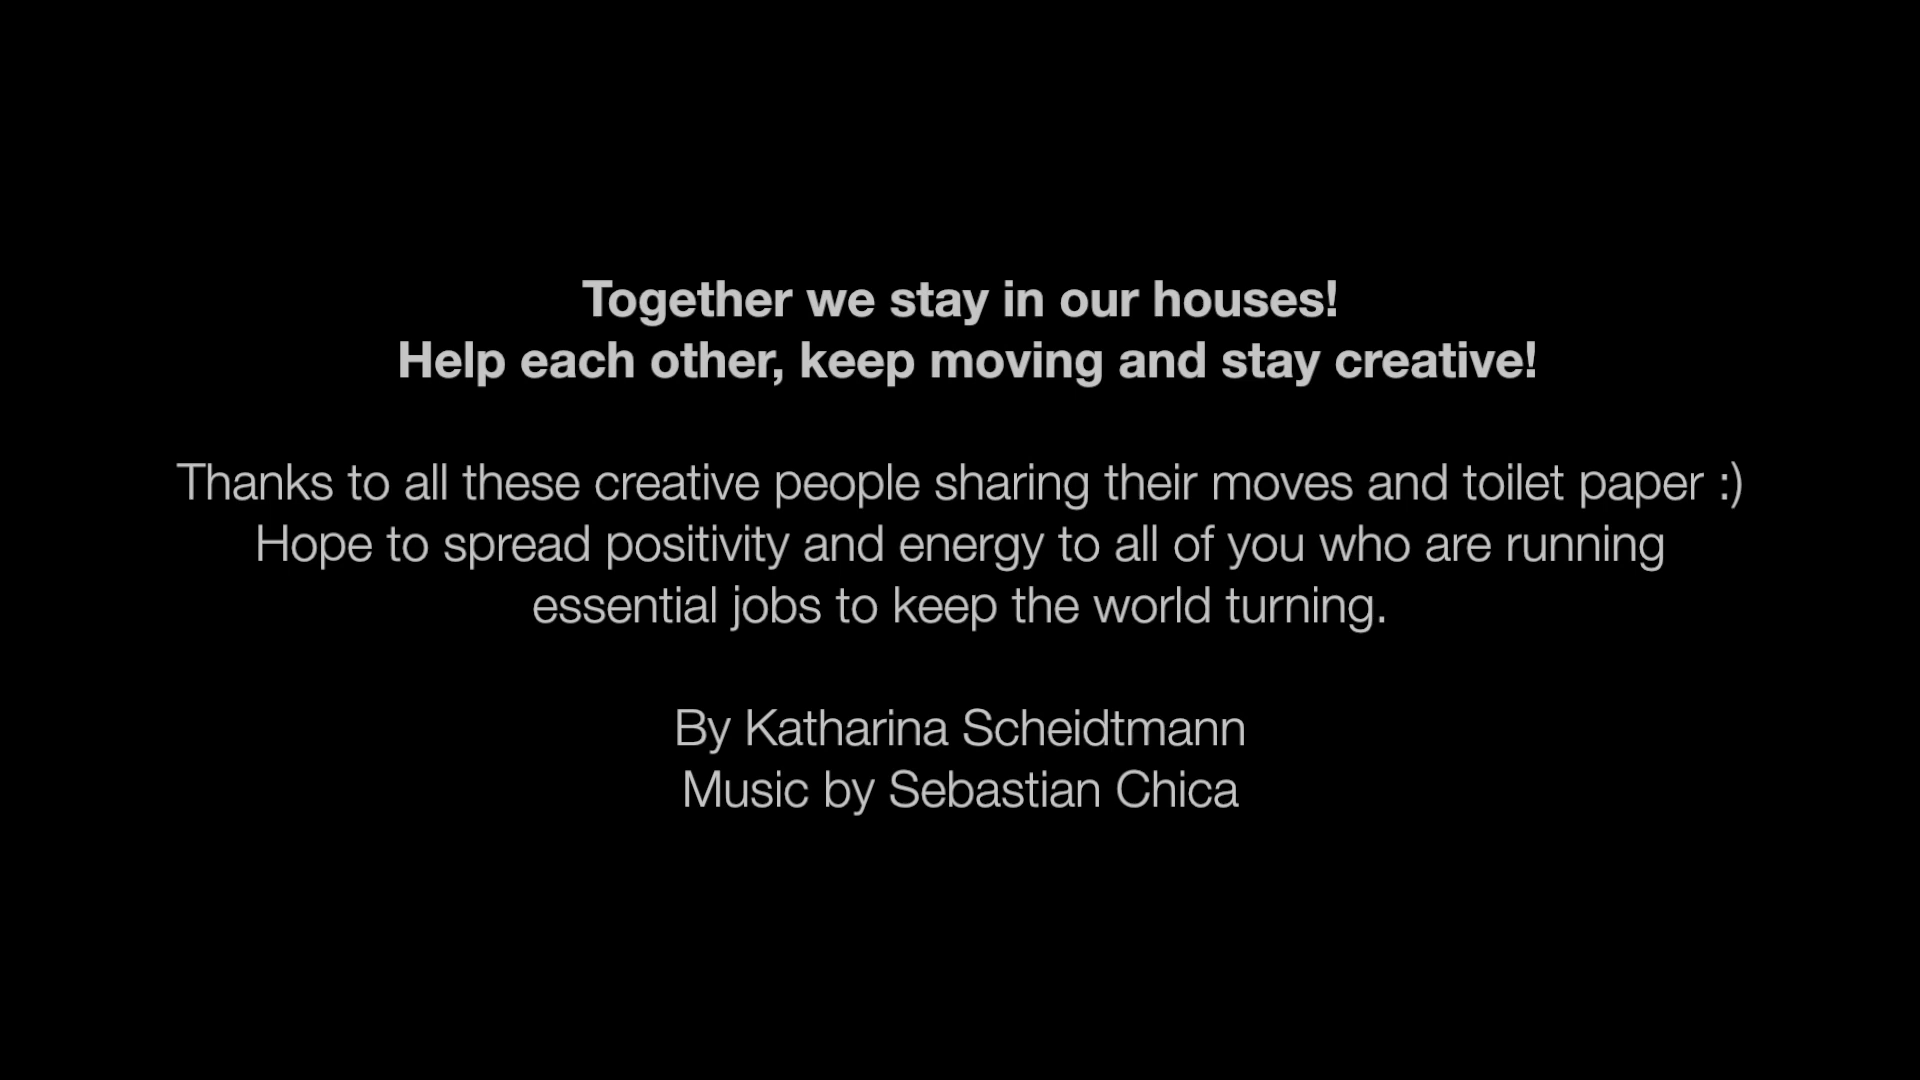 Together we stay in our houses!
Help each other, keep moving and stay creative!
Thanks to all these creative people sharing their moves and toilet paper :)
Hope to spread positivity and energy to all of you who are running
essential jobs to keep the world turning.
By Katharina Scheidtmann
Music by Sebastian Chica